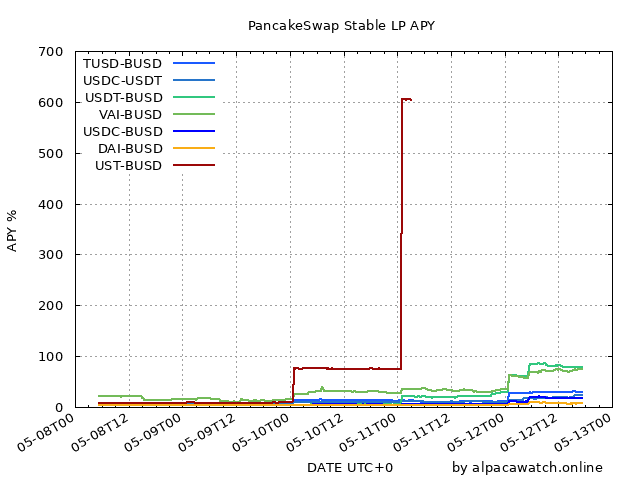 PancakeSwap Stable LP APY
700
600
500
400
300
200
100
0
APY %
TUSD-BUSD
USDC-USDT
USDT-BUSD
VAI-BUSD
USDC-BUSD
DAI-BUSD
UST-BUSD
05-08T00
05-08T12
05-09T00
05-09T12
05-10T00
05-10T12
05-11T00
05-11T12
05-12T00
05-12T12
05-13T00
DATE UTC+0
by alpacawatch.online